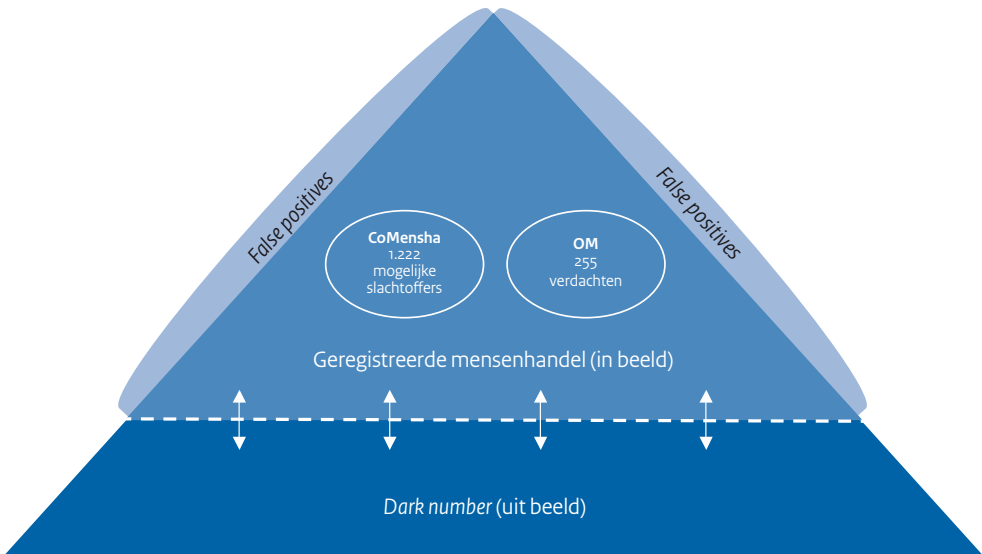 False positives
False positives
CoMensha
1.222
mogelijke
slachtoffers
OM
255
verdachten
Geregistreerde mensenhandel (in beeld)
Dark number (uit beeld)